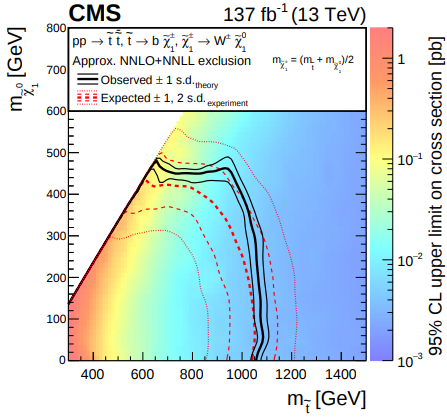 CMS 137 fb⁻¹ (13 TeV)
pp → t̃ t̃̄, t̃ → b χ̃₁±, χ̃₁± → W± χ̃₁⁰
Approx. NNLO+NNLL exclusion m_χ̃₁± = (m_t̃ + m_χ̃₁⁰)/2
Observed ± 1 s.d. theory
Expected ± 1, 2 s.d. experiment
m_χ̃₁⁰ [GeV]
800
700
600
500
400
300
200
100
0
400 600 800 1000 1200 1400
m_t̃ [GeV]
1
10⁻¹
10⁻²
10⁻³
95% CL upper limit on cross section [pb]